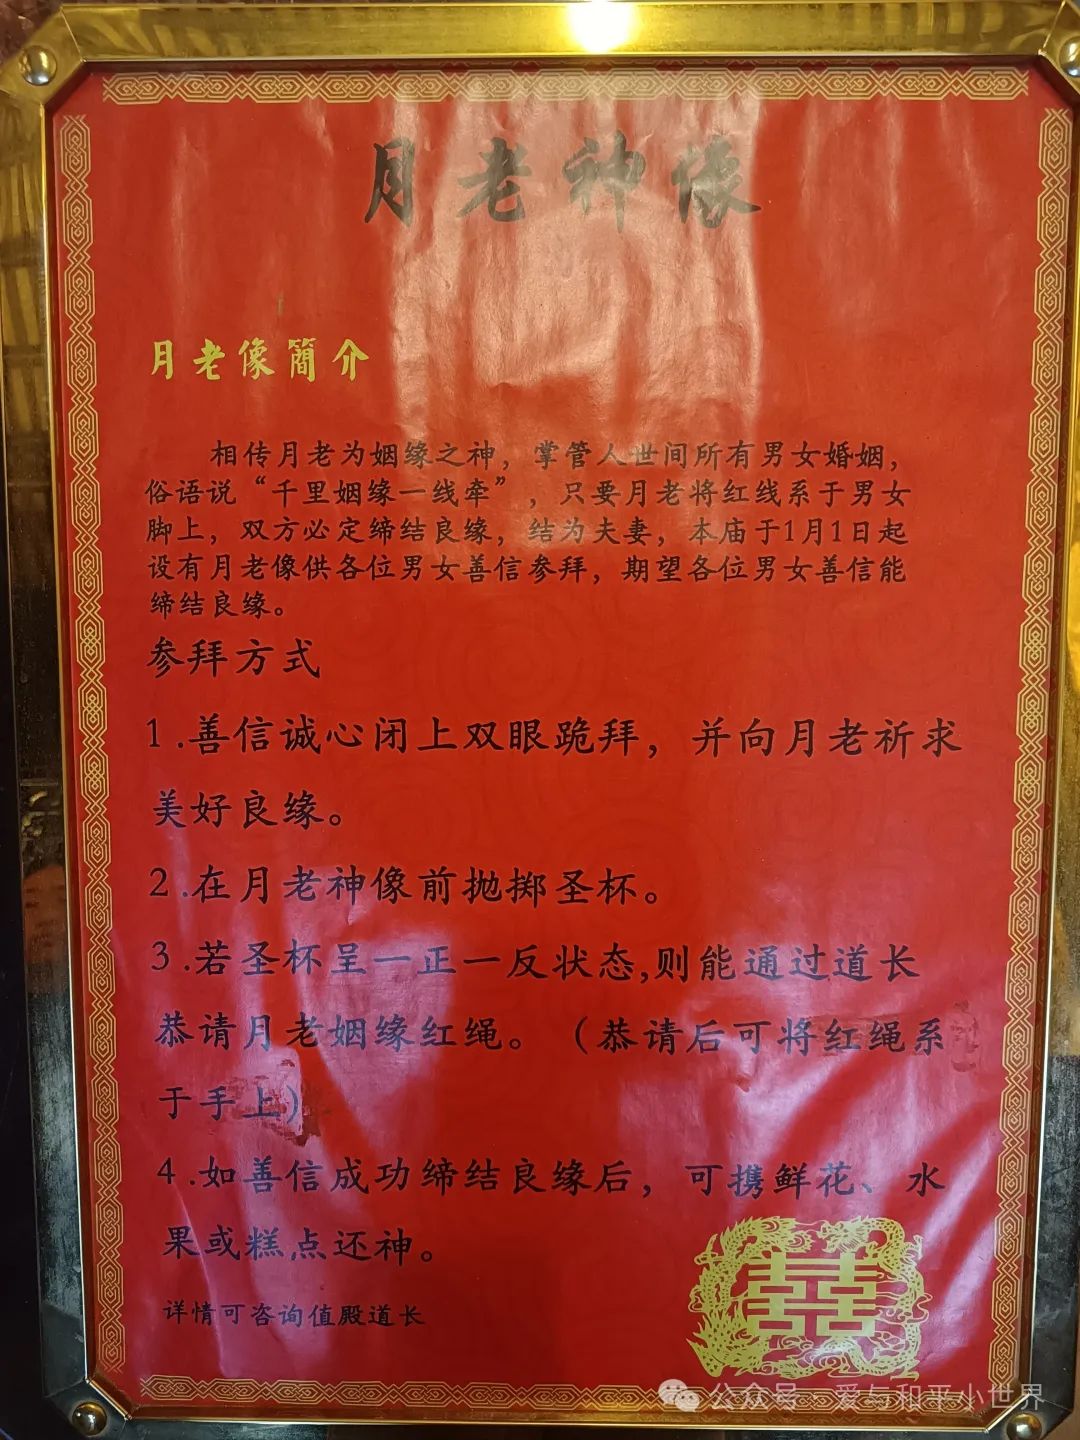 月老神像
月老像簡介
相传月老为姻缘之神，掌管人世间所有男女婚姻，
俗语说“千里姻缘一线牵”，只要月老将红线系于男女
脚上，双方必定缔结良缘，结为夫妻，本庙于1月1日起
设有月老像供各位男女善信参拜，期望各位男女善信能
缔结良缘。
参拜方式
1.善信诚心闭上双眼跪拜，并向月老祈求
美好良缘。
2.在月老神像前抛掷圣杯。
3.若圣杯呈一正一反状态,则能通过道长
恭请月老姻缘红绳。（恭请后可将红绳系
于手上）
4.如善信成功缔结良缘后，可携鲜花、水
果或糕点还神。
详情可咨询值殿道长
囍
公众号·爱与和平小世界